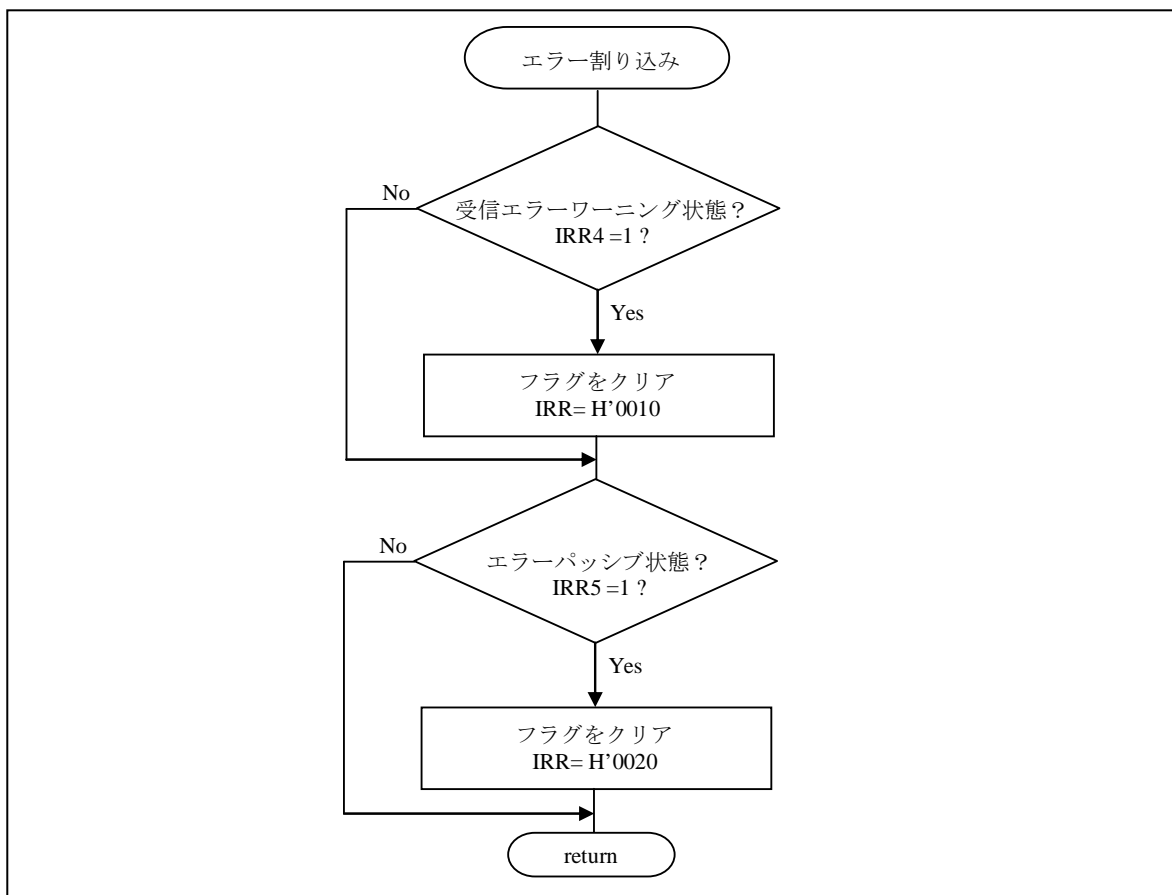 エラー割り込み
No
受信エラーワーニング状態?
IRR4 =1 ?
Yes
フラグをクリア
IRR= H’0010
No
エラーパッシブ状態?
IRR5 =1 ?
Yes
フラグをクリア
IRR= H’0020
return